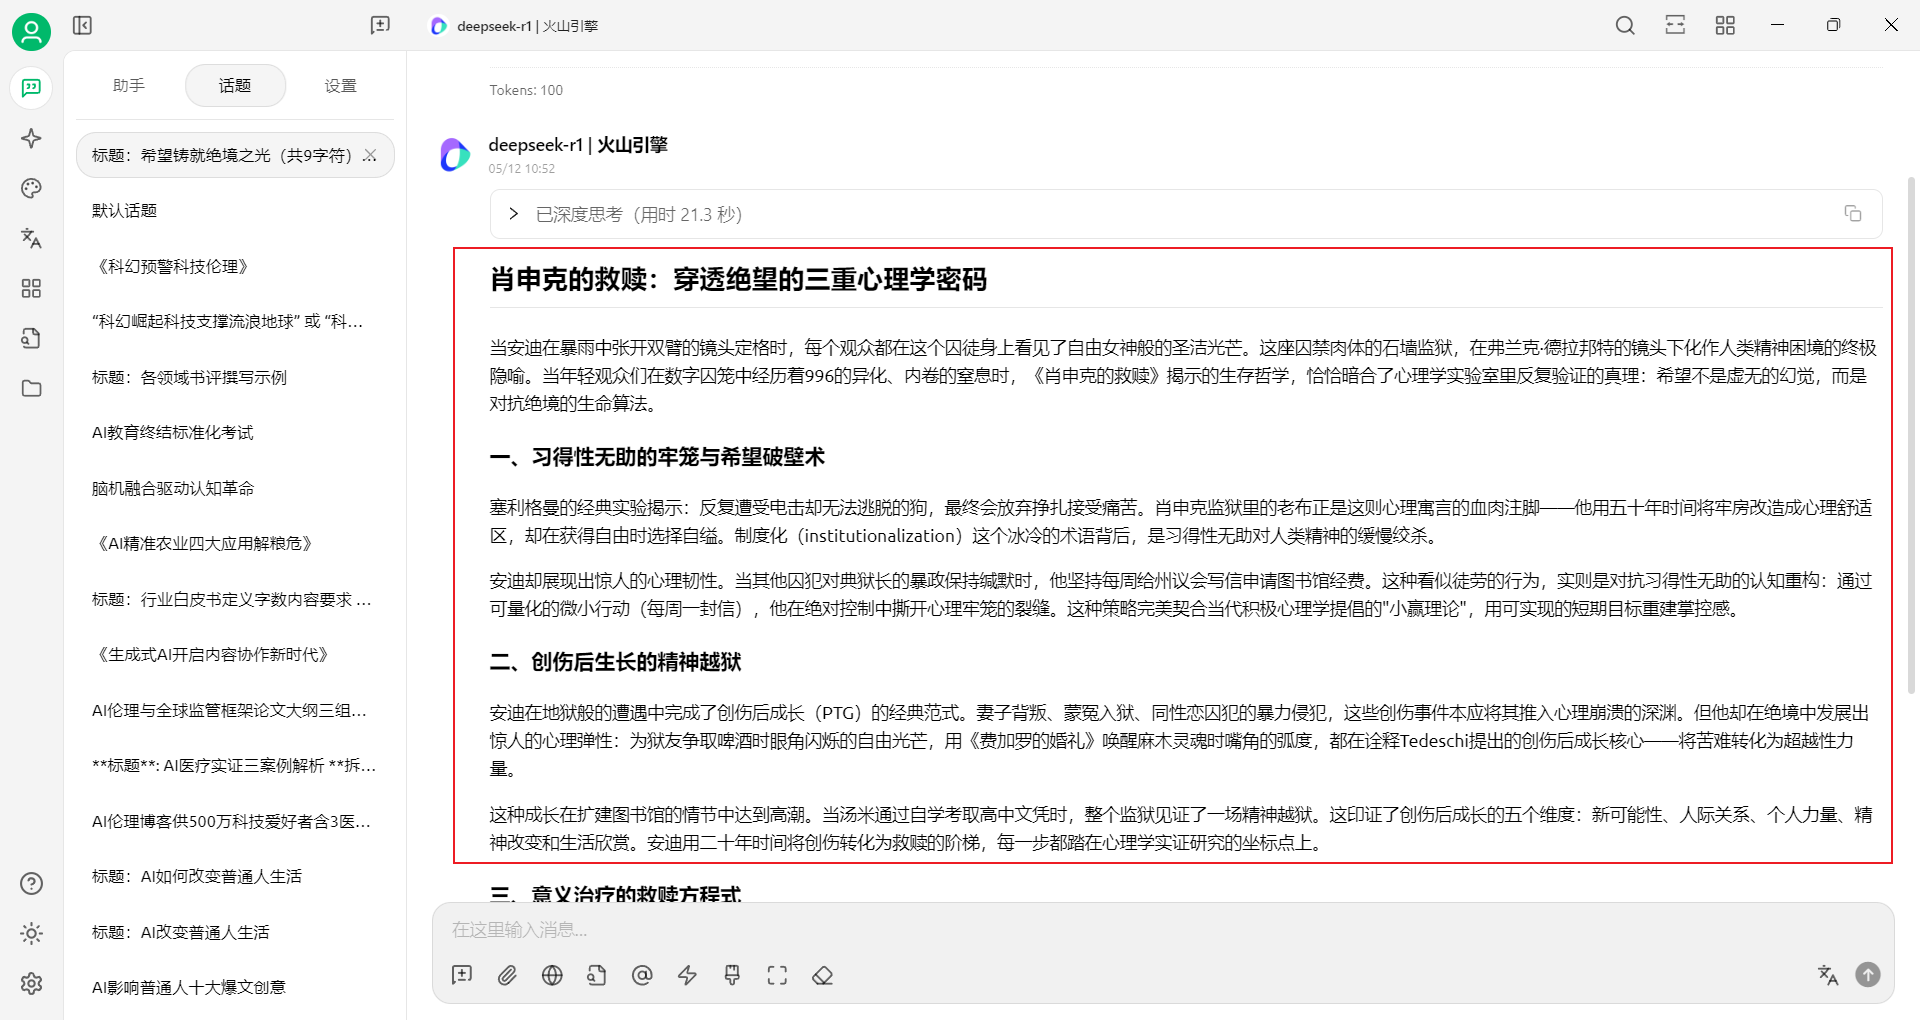 deepseek-r1 | 火山引擎
助手
话题
设置
标题：希望铸就绝境之光（共9字符）...
默认话题
《科幻预警科技伦理》
“科幻崛起科技支撑流浪地球” 或 “科...
标题：各领域书评撰写示例
AI教育终结标准化考试
脑机融合驱动认知革命
《AI精准农业四大应用解粮危》
标题：行业白皮书定义字数内容要求 ...
《生成式AI开启内容协作新时代》
AI伦理与全球监管框架论文大纲三组...
**标题**: AI医疗实证三案例解析 **拆...
AI伦理博客供500万科技爱好者含3医...
标题：AI如何改变普通人生活
标题：AI改变普通人生活
AI影响普通人十大爆文创意
Tokens: 100
deepseek-r1 | 火山引擎
05/12 10:52
已深度思考（用时 21.3 秒）
肖申克的救赎：穿透绝望的三重心理学密码
当安迪在暴雨中张开双臂的镜头定格时，每个观众都在这个囚徒身上看见了自由女神般的圣洁光芒。这座囚禁肉体的石墙监狱，在弗兰克·德拉邦特的镜头下化作人类精神困境的终极
隐喻。当年轻观众们在数字囚笼中经历着996的异化、内卷的窒息时，《肖申克的救赎》揭示的生存哲学，恰恰暗合了心理学实验室里反复验证的真理：希望不是虚无的幻觉，而是
对抗绝境的生命算法。
一、习得性无助的牢笼与希望破壁术
塞利格曼的经典实验揭示：反复遭受电击却无法逃脱的狗，最终会放弃挣扎接受痛苦。肖申克监狱里的老布正是这则心理寓言的血肉注脚——他用五十年时间将牢房改造成心理舒适
区，却在获得自由时选择自缢。制度化（institutionalization）这个冰冷的术语背后，是习得性无助对人类精神的缓慢绞杀。
安迪却展现出惊人的心理韧性。当其他囚犯对典狱长的暴政保持缄默时，他坚持每周给州议会写信申请图书馆经费。这种看似徒劳的行为，实则是对抗习得性无助的认知重构：通过
可量化的微小行动（每周一封信），他在绝对控制中撕开心理牢笼的裂缝。这种策略完美契合当代积极心理学提倡的"小赢理论"，用可实现的短期目标重建掌控感。
二、创伤后生长的精神越狱
安迪在地狱般的遭遇中完成了创伤后成长（PTG）的经典范式。妻子背叛、蒙冤入狱、同性恋囚犯的暴力侵犯，这些创伤事件本应将其推入心理崩溃的深渊。但他却在绝境中发展出
惊人的心理弹性：为狱友争取啤酒时眼角闪烁的自由光芒，用《费加罗的婚礼》唤醒麻木灵魂时嘴角的弧度，都在诠释Tedeschi提出的创伤后成长核心——将苦难转化为超越性力
量。
这种成长在扩建图书馆的情节中达到高潮。当汤米通过自学考取高中文凭时，整个监狱见证了一场精神越狱。这印证了创伤后成长的五个维度：新可能性、人际关系、个人力量、精
神改变和生活欣赏。安迪用二十年时间将创伤转化为救赎的阶梯，每一步都踏在心理学实证研究的坐标点上。
三、意义治疗的救赎方程式
在这里输入消息...